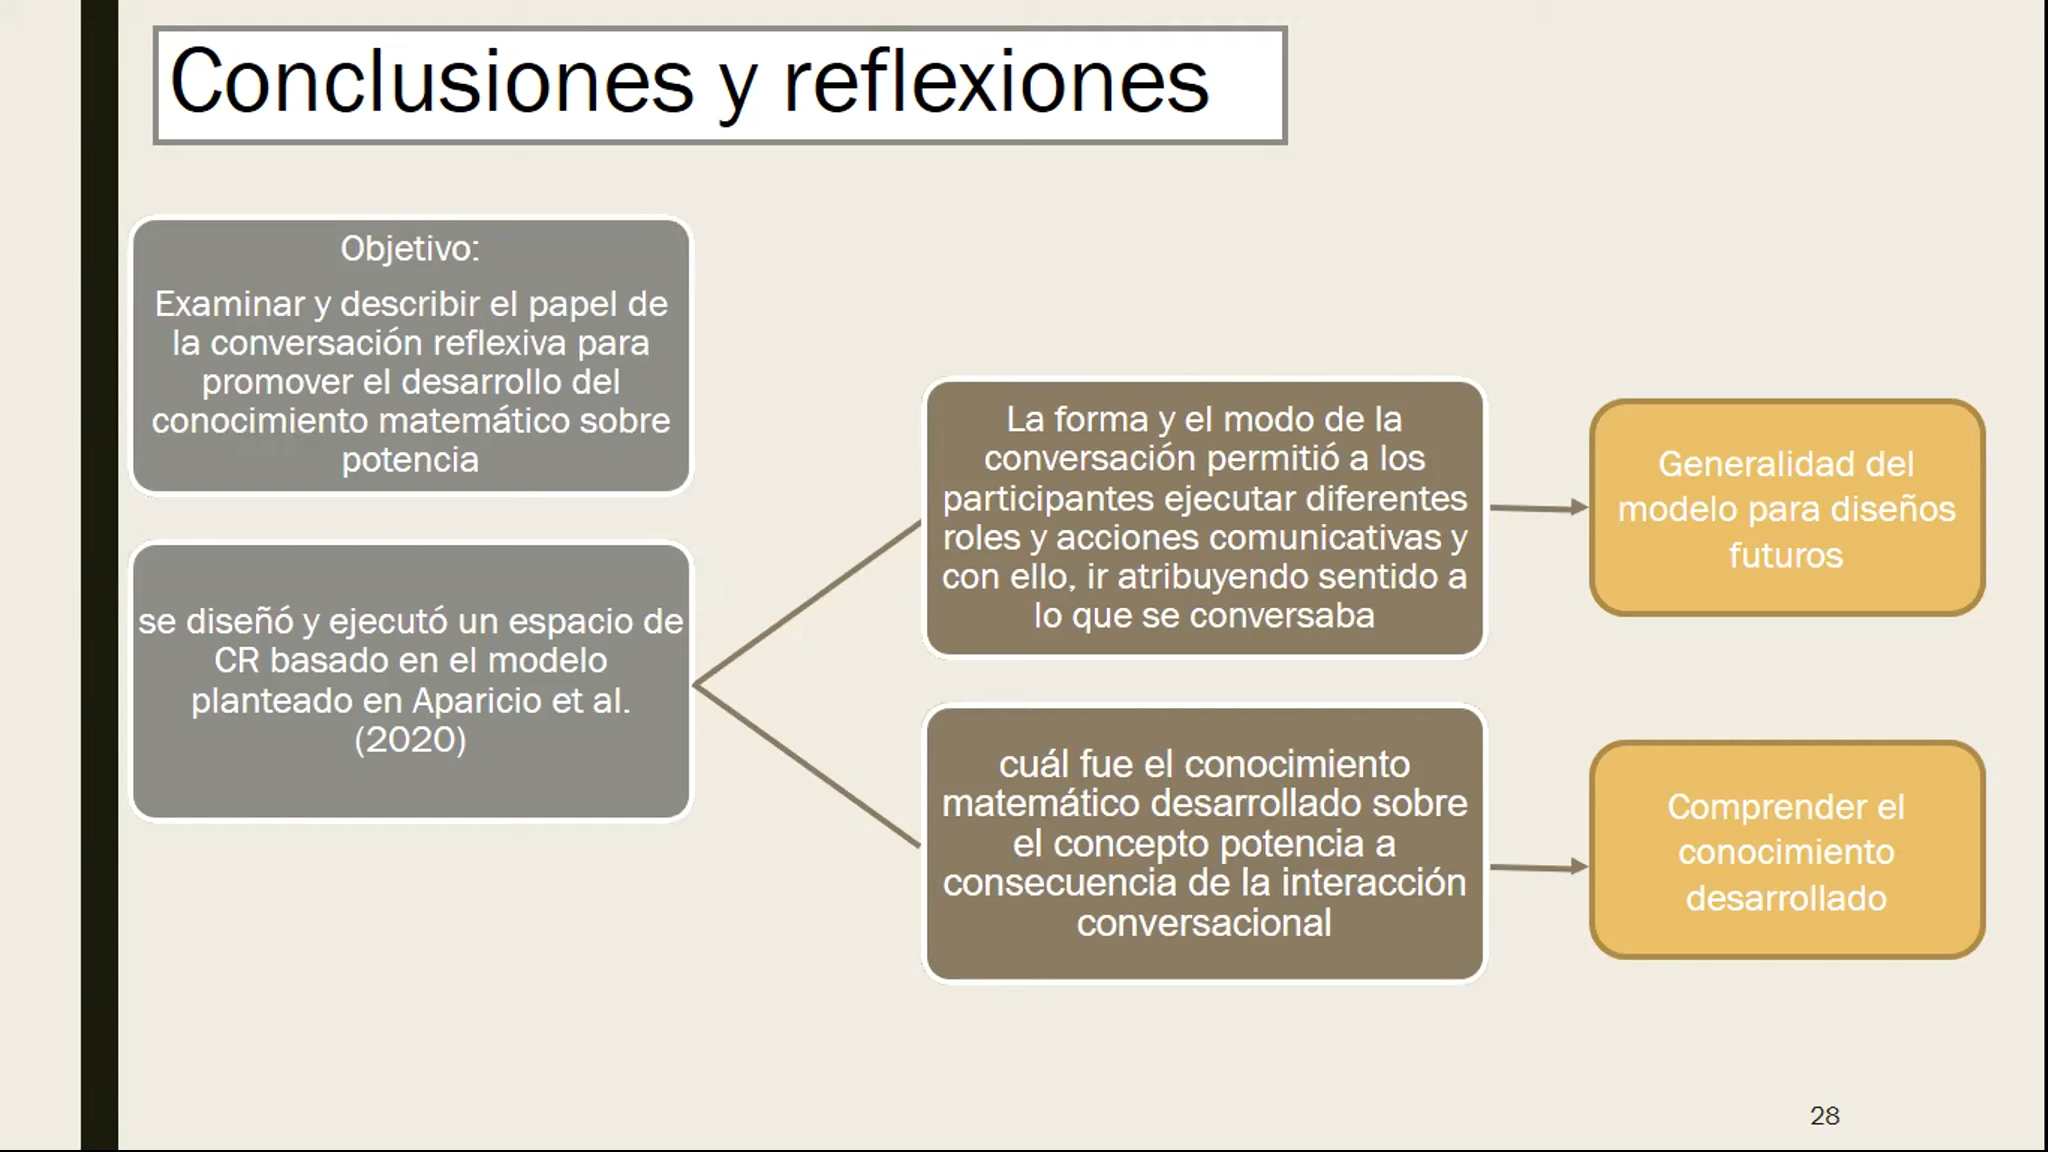 Conclusiones y reflexiones
Objetivo:
Examinar y describir el papel de
la conversación reflexiva para
promover el desarrollo del
conocimiento matemático sobre
potencia
se diseñó y ejecutó un espacio de
CR basado en el modelo
planteado en Aparicio et al.
(2020)
La forma y el modo de la
conversación permitió a los
participantes ejecutar diferentes
roles y acciones comunicativas y
con ello, ir atribuyendo sentido a
lo que se conversaba
Generalidad del
modelo para diseños
futuros
cuál fue el conocimiento
matemático desarrollado sobre
el concepto potencia a
consecuencia de la interacción
conversacional
Comprender el
conocimiento
desarrollado
28